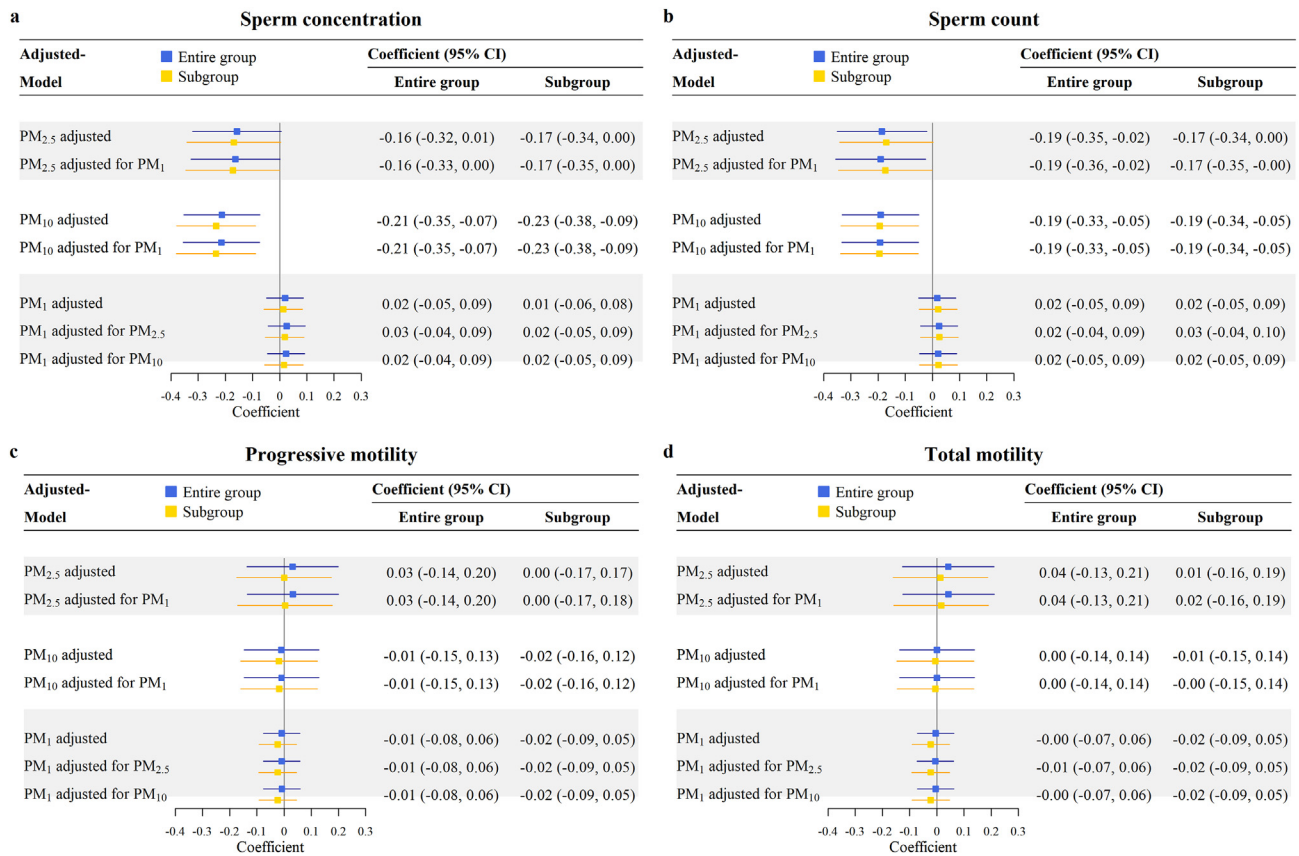 a Sperm concentration
Adjusted- Entire group Coefficient (95% CI)
Model Subgroup Entire group Subgroup
PM2.5 adjusted -0.16 (-0.32, 0.01) -0.17 (-0.34, 0.00)
PM2.5 adjusted for PM1 -0.16 (-0.33, 0.00) -0.17 (-0.35, 0.00)
PM10 adjusted -0.21 (-0.35, -0.07) -0.23 (-0.38, -0.09)
PM10 adjusted for PM1 -0.21 (-0.35, -0.07) -0.23 (-0.38, -0.09)
PM1 adjusted 0.02 (-0.05, 0.09) 0.01 (-0.06, 0.08)
PM1 adjusted for PM2.5 0.03 (-0.04, 0.09) 0.02 (-0.05, 0.09)
PM1 adjusted for PM10 0.02 (-0.04, 0.09) 0.02 (-0.05, 0.09)
-0.4 -0.3 -0.2 -0.1 0 0.1 0.2 0.3
Coefficient
b Sperm count
Adjusted- Entire group Coefficient (95% CI)
Model Subgroup Entire group Subgroup
PM2.5 adjusted -0.19 (-0.35, -0.02) -0.17 (-0.34, 0.00)
PM2.5 adjusted for PM1 -0.19 (-0.36, -0.02) -0.17 (-0.35, -0.00)
PM10 adjusted -0.19 (-0.33, -0.05) -0.19 (-0.34, -0.05)
PM10 adjusted for PM1 -0.19 (-0.33, -0.05) -0.19 (-0.34, -0.05)
PM1 adjusted 0.02 (-0.05, 0.09) 0.02 (-0.05, 0.09)
PM1 adjusted for PM2.5 0.02 (-0.04, 0.09) 0.03 (-0.04, 0.10)
PM1 adjusted for PM10 0.02 (-0.05, 0.09) 0.02 (-0.05, 0.09)
-0.4 -0.3 -0.2 -0.1 0 0.1 0.2 0.3
Coefficient
c Progressive motility
Adjusted- Entire group Coefficient (95% CI)
Model Subgroup Entire group Subgroup
PM2.5 adjusted 0.03 (-0.14, 0.20) 0.00 (-0.17, 0.17)
PM2.5 adjusted for PM1 0.03 (-0.14, 0.20) 0.00 (-0.17, 0.18)
PM10 adjusted -0.01 (-0.15, 0.13) -0.02 (-0.16, 0.12)
PM10 adjusted for PM1 -0.01 (-0.15, 0.13) -0.02 (-0.16, 0.12)
PM1 adjusted -0.01 (-0.08, 0.06) -0.02 (-0.09, 0.05)
PM1 adjusted for PM2.5 -0.01 (-0.08, 0.06) -0.02 (-0.09, 0.05)
PM1 adjusted for PM10 -0.01 (-0.08, 0.06) -0.02 (-0.09, 0.05)
-0.4 -0.3 -0.2 -0.1 0 0.1 0.2 0.3
Coefficient
d Total motility
Adjusted- Entire group Coefficient (95% CI)
Model Subgroup Entire group Subgroup
PM2.5 adjusted 0.04 (-0.13, 0.21) 0.01 (-0.16, 0.19)
PM2.5 adjusted for PM1 0.04 (-0.13, 0.21) 0.02 (-0.16, 0.19)
PM10 adjusted 0.00 (-0.14, 0.14) -0.01 (-0.15, 0.14)
PM10 adjusted for PM1 0.00 (-0.14, 0.14) -0.00 (-0.15, 0.14)
PM1 adjusted -0.00 (-0.07, 0.06) -0.02 (-0.09, 0.05)
PM1 adjusted for PM2.5 -0.01 (-0.07, 0.06) -0.02 (-0.09, 0.05)
PM1 adjusted for PM10 -0.00 (-0.07, 0.06) -0.02 (-0.09, 0.05)
-0.4 -0.3 -0.2 -0.1 0 0.1 0.2 0.3
Coefficient